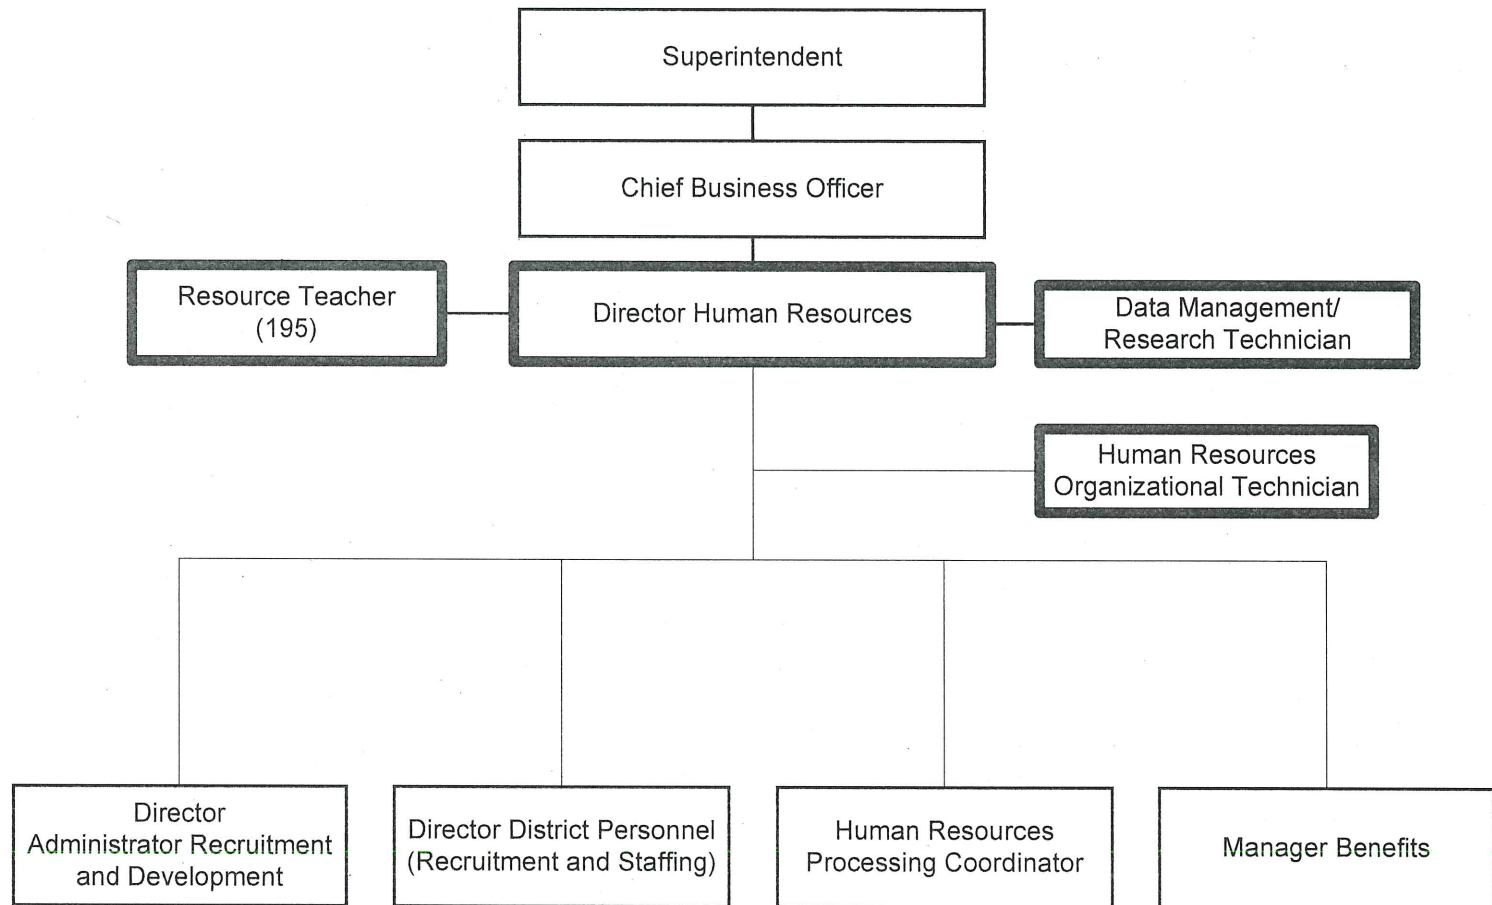 Superintendent
Chief Business Officer
Resource Teacher
(195)
Director Human Resources
Data Management/
Research Technician
Human Resources
Organizational Technician
Director
Administrator Recruitment
and Development
Director District Personnel
(Recruitment and Staffing)
Human Resources
Processing Coordinator
Manager Benefits